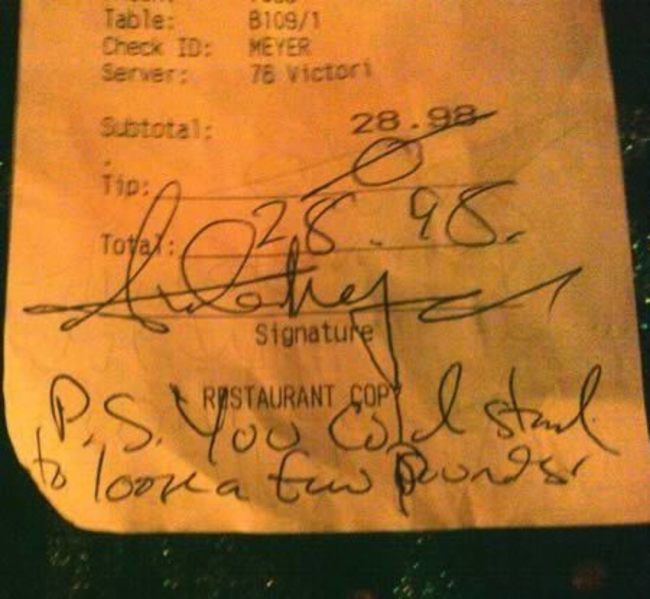 Table: B109/1
Check ID: MEYER
Server: 76 Victori
Subtotal: 28.98
Tip: 0
Total: 28.98.
Signature
RESTAURANT COPY
P.S. You could stand
to loose a few pounds.